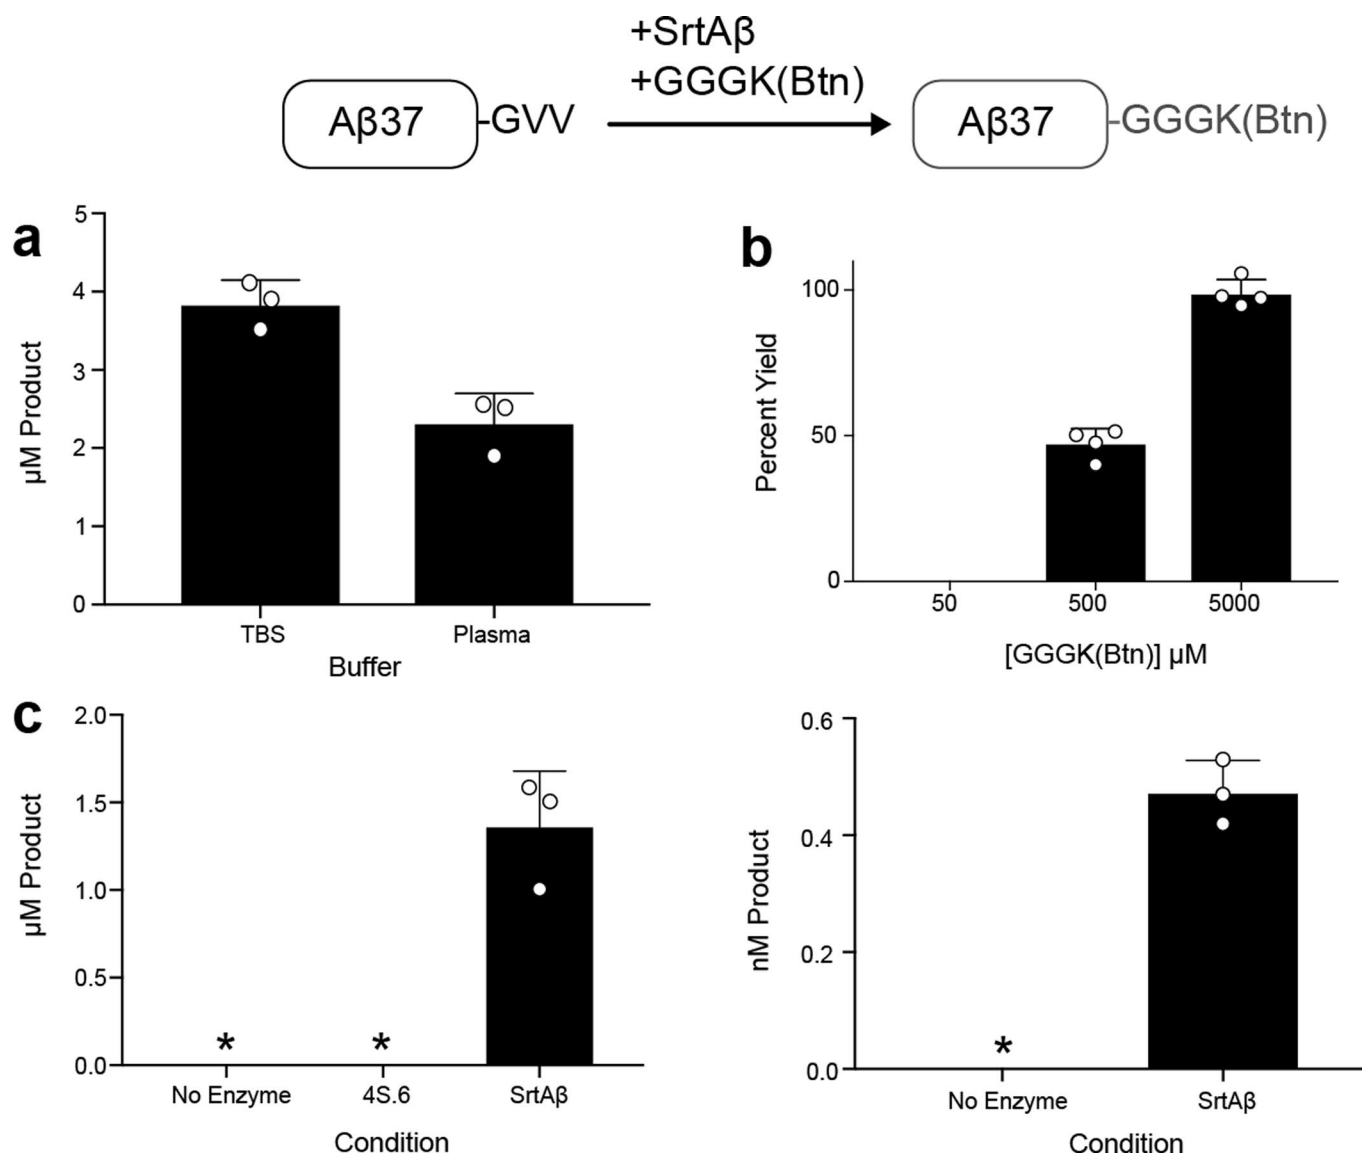 +SrtAβ
+GGGK(Btn)
Aβ37 -GVV
Aβ37 -GGGK(Btn)
a
µM Product
5
4
3
2
1
0
TBS Plasma
Buffer
b
Percent Yield
100
50
0
50 500 5000
[GGGK(Btn)] µM
c
µM Product
2.0
1.5
1.0
0.5
0.0
* *
No Enzyme 4S.6 SrtAβ
Condition
nM Product
0.6
0.4
0.2
0.0
*
No Enzyme SrtAβ
Condition